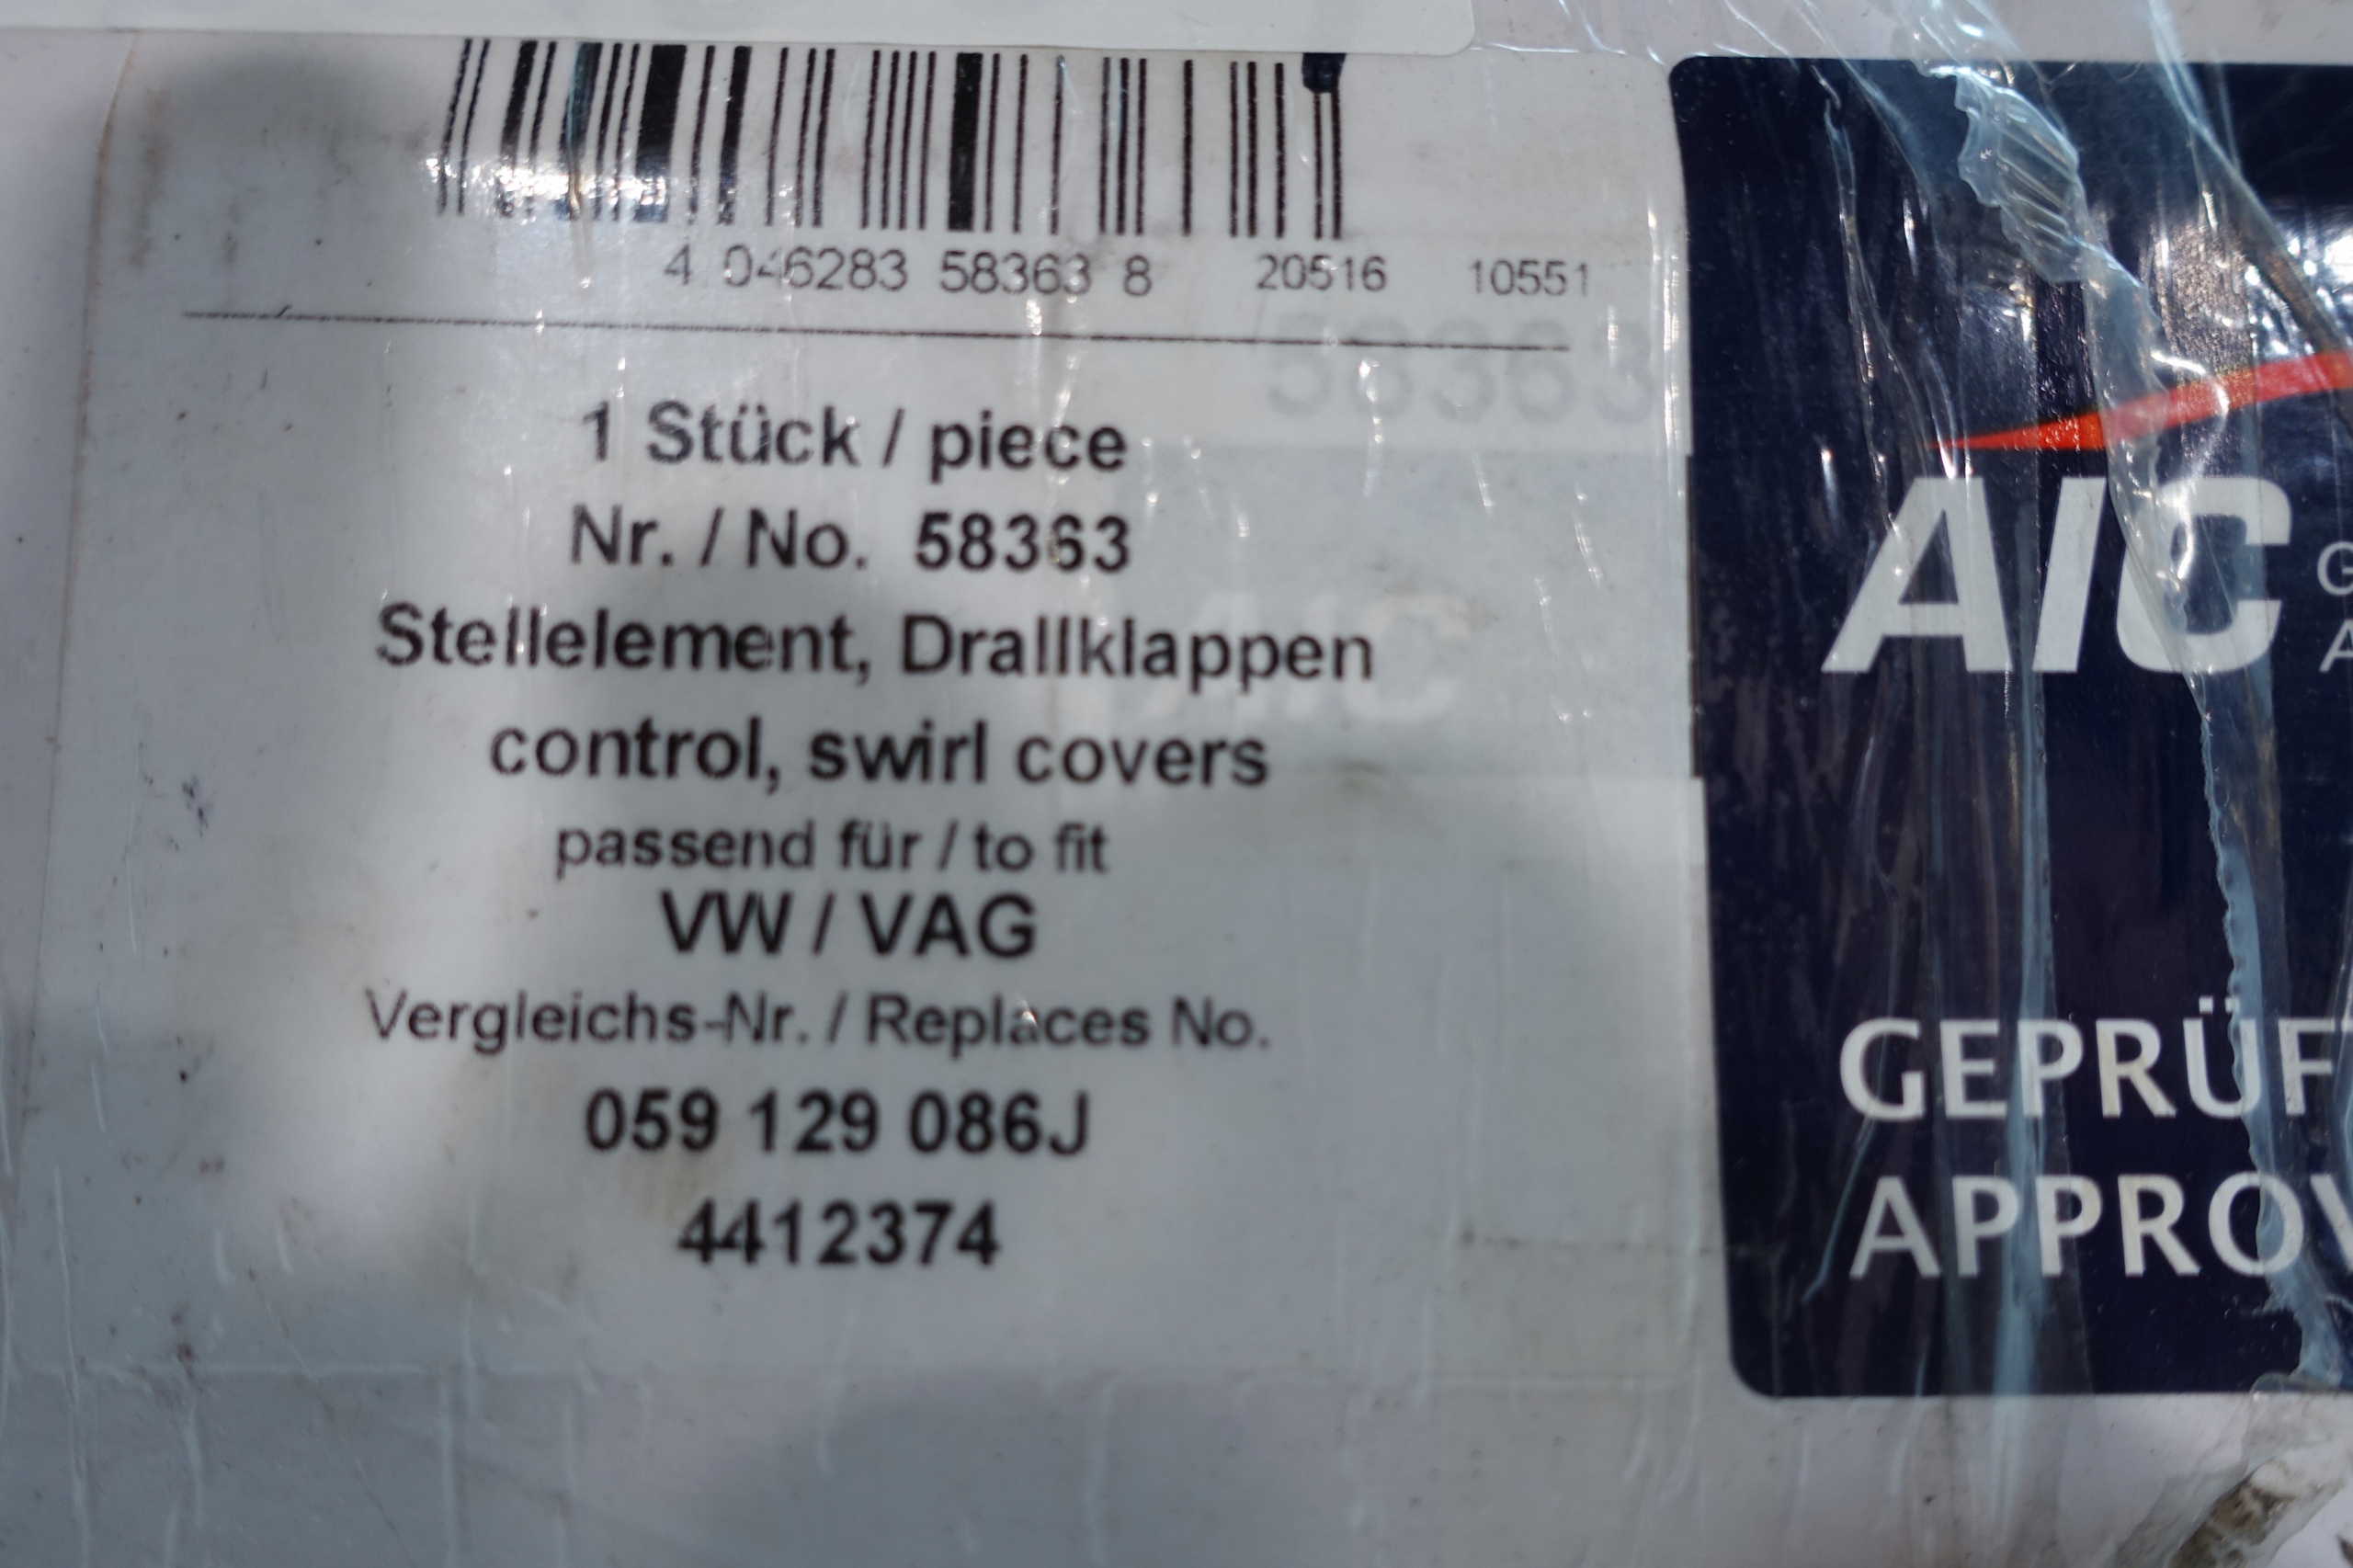 4 046283 58363 8 20516 10551
58363
1 Stück / piece
Nr. / No. 58363
Stellelement, Drallklappen
control, swirl covers
passend für / to fit
VW / VAG
Vergleichs-Nr. / Replaces No.
059 129 086J
4412374
AIC
AIC
G
A
GEPRÜF
APPROV